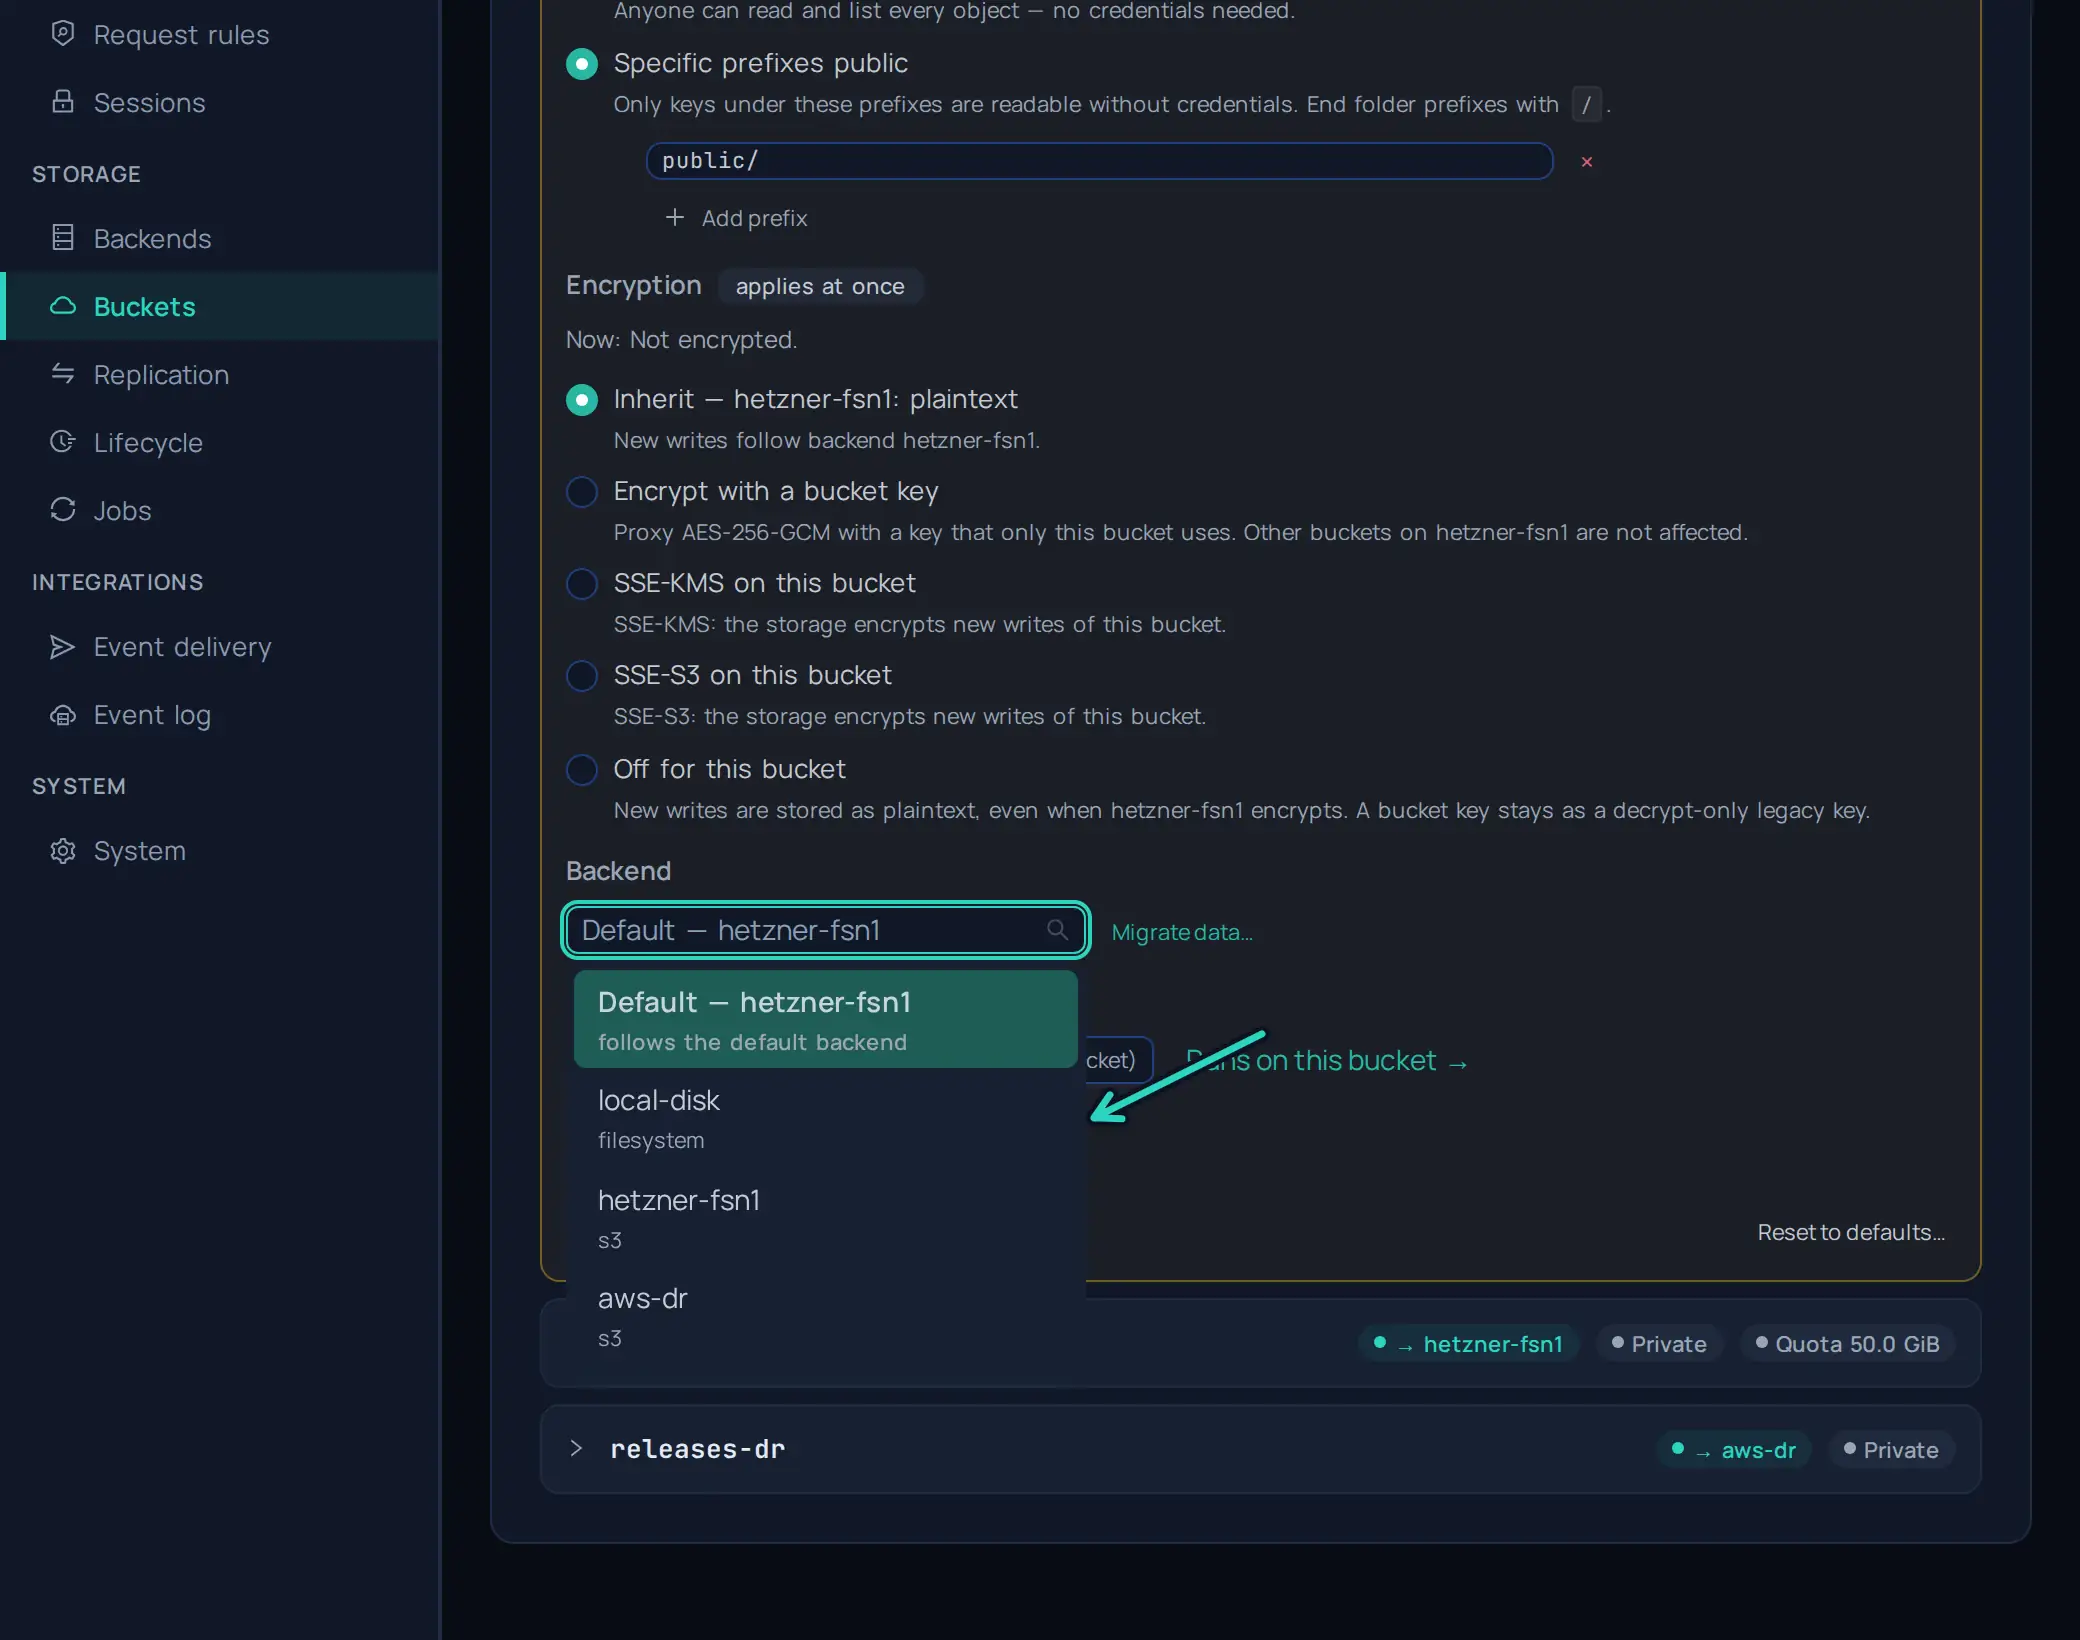 Request rules
Sessions
STORAGE
Backends
Buckets
Replication
Lifecycle
Jobs
INTEGRATIONS
Event delivery
Event log
SYSTEM
System
Anyone can read and list every object — no credentials needed.
Specific prefixes public
Only keys under these prefixes are readable without credentials. End folder prefixes with / .
public/ ×
+ Add prefix
Encryption applies at once
Now: Not encrypted.
Inherit — hetzner-fsn1: plaintext
New writes follow backend hetzner-fsn1.
Encrypt with a bucket key
Proxy AES-256-GCM with a key that only this bucket uses. Other buckets on hetzner-fsn1 are not affected.
SSE-KMS on this bucket
SSE-KMS: the storage encrypts new writes of this bucket.
SSE-S3 on this bucket
SSE-S3: the storage encrypts new writes of this bucket.
Off for this bucket
New writes are stored as plaintext, even when hetzner-fsn1 encrypts. A bucket key stays as a decrypt-only legacy key.
Backend
Default — hetzner-fsn1 Migrate data…
Default — hetzner-fsn1
follows the default backend
cket) on this bucket →
local-disk
filesystem
hetzner-fsn1
s3
Reset to defaults…
aws-dr
s3
→ hetzner-fsn1 Private Quota 50.0 GiB
releases-dr → aws-dr Private